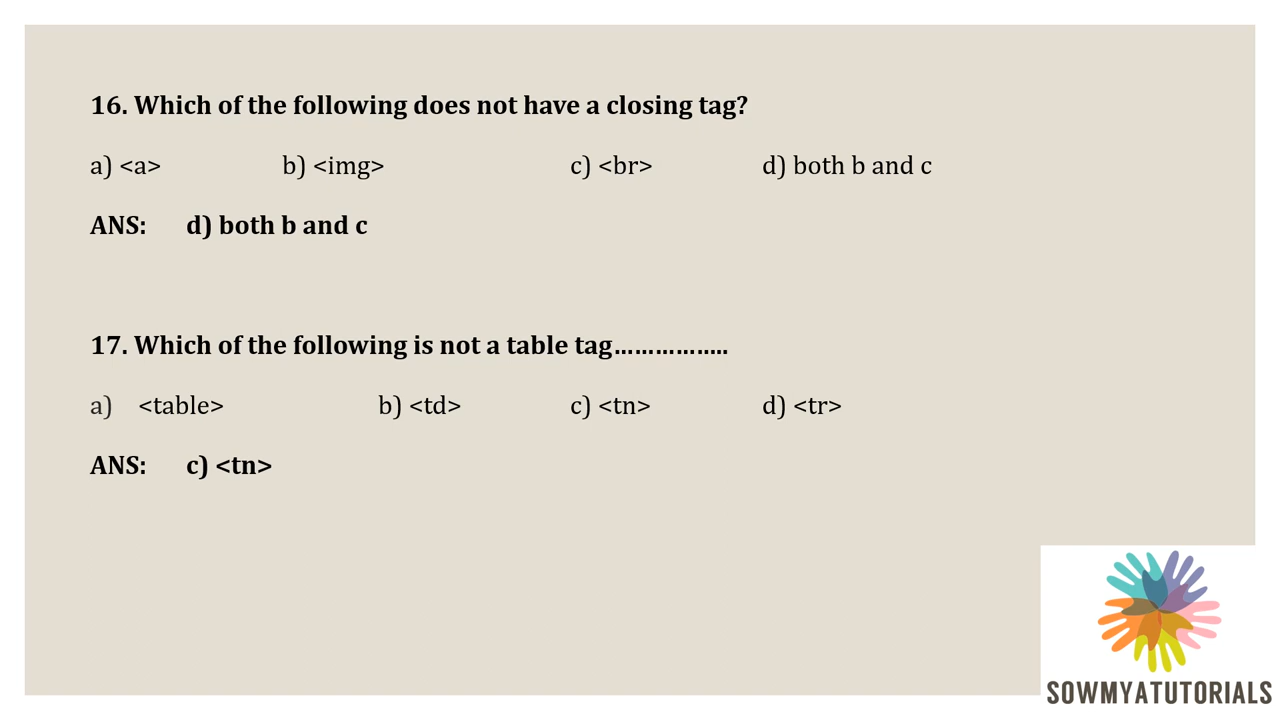 16. Which of the following does not have a closing tag?
a) <a> b) <img> c) <br> d) both b and c
ANS: d) both b and c
17. Which of the following is not a table tag……………..
a) <table> b) <td> c) <tn> d) <tr>
ANS: c) <tn>
SOWMYATUTORIALS